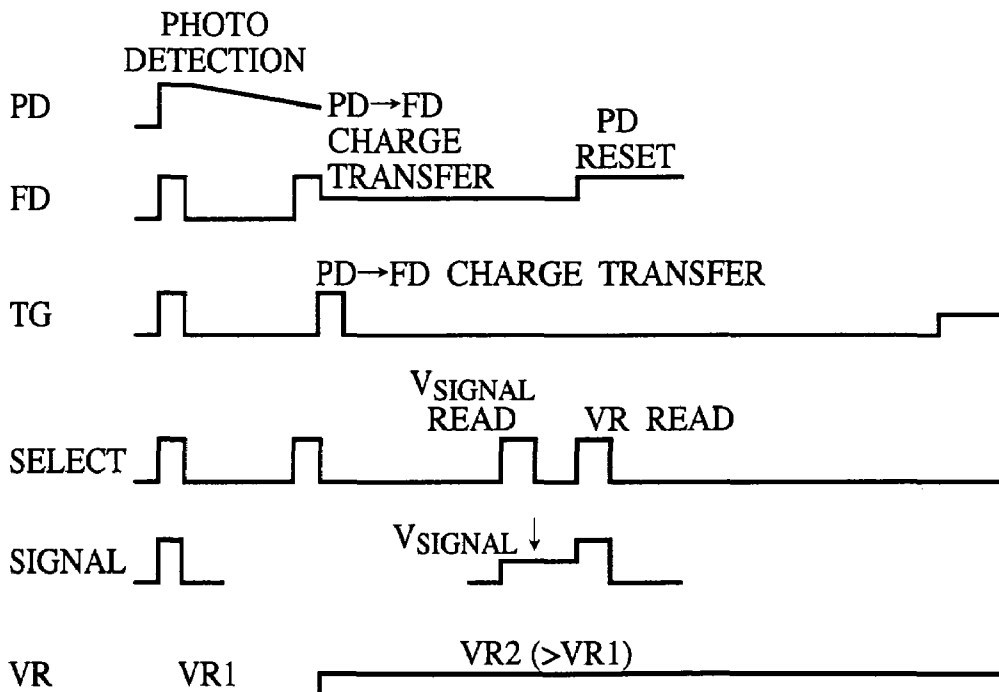 PHOTO
DETECTION
PD
PD→FD
CHARGE
TRANSFER
PD
RESET
FD
PD→FD CHARGE TRANSFER
TG
VSIGNAL
READ
VR READ
SELECT
VSIGNAL ↓
SIGNAL
VR2 (>VR1)
VR
VR1